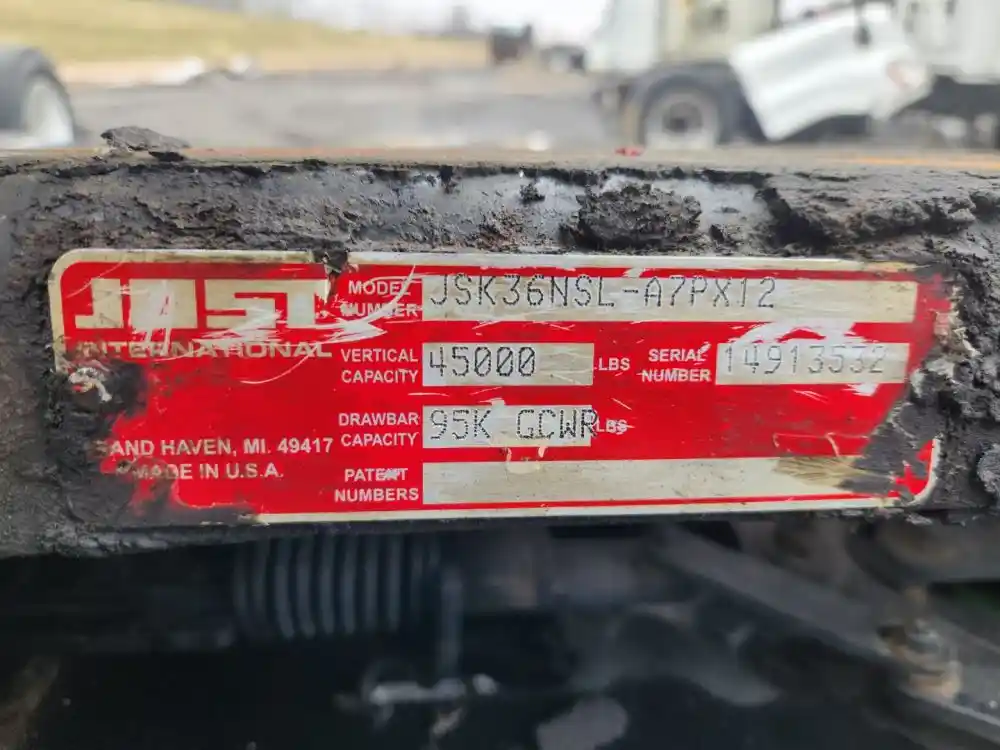 JOST
INTERNATIONAL
MODEL NUMBER JSK36NSL-A7PX12
VERTICAL CAPACITY 45000 LBS
SERIAL NUMBER 14913532
DRAWBAR CAPACITY 95K GCWR LBS
AND HAVEN, MI. 49417
MADE IN U.S.A.
PATENT NUMBERS